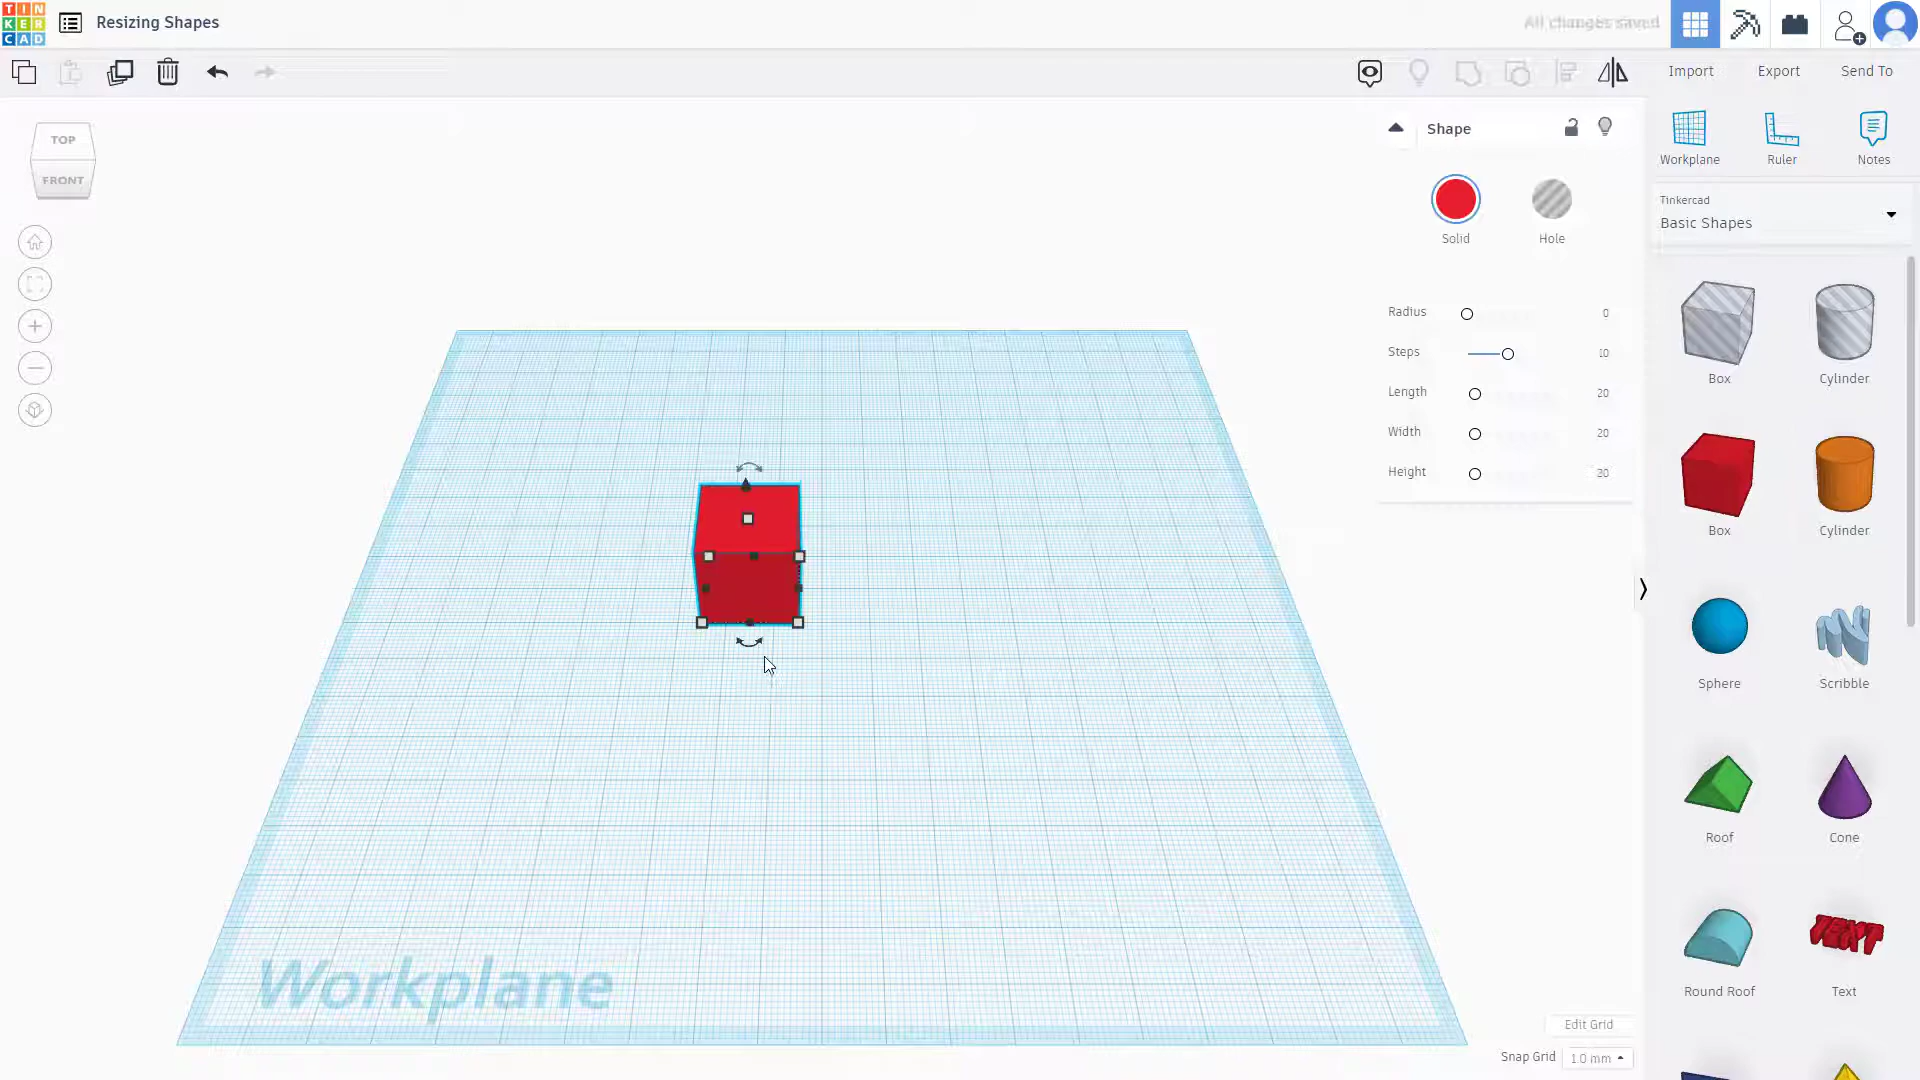 TIN
KER
CAD
Resizing Shapes
All changes saved
Import
Export
Send To
TOP
FRONT
Shape
Workplane
Ruler
Notes
Solid
Hole
Tinkercad
Basic Shapes
Radius
0
Steps
10
Length
20
Width
20
Height
20
Box
Cylinder
Box
Cylinder
Sphere
Scribble
Roof
Cone
Round Roof
TEXT
Text
Workplane
Edit Grid
Snap Grid
1.0 mm